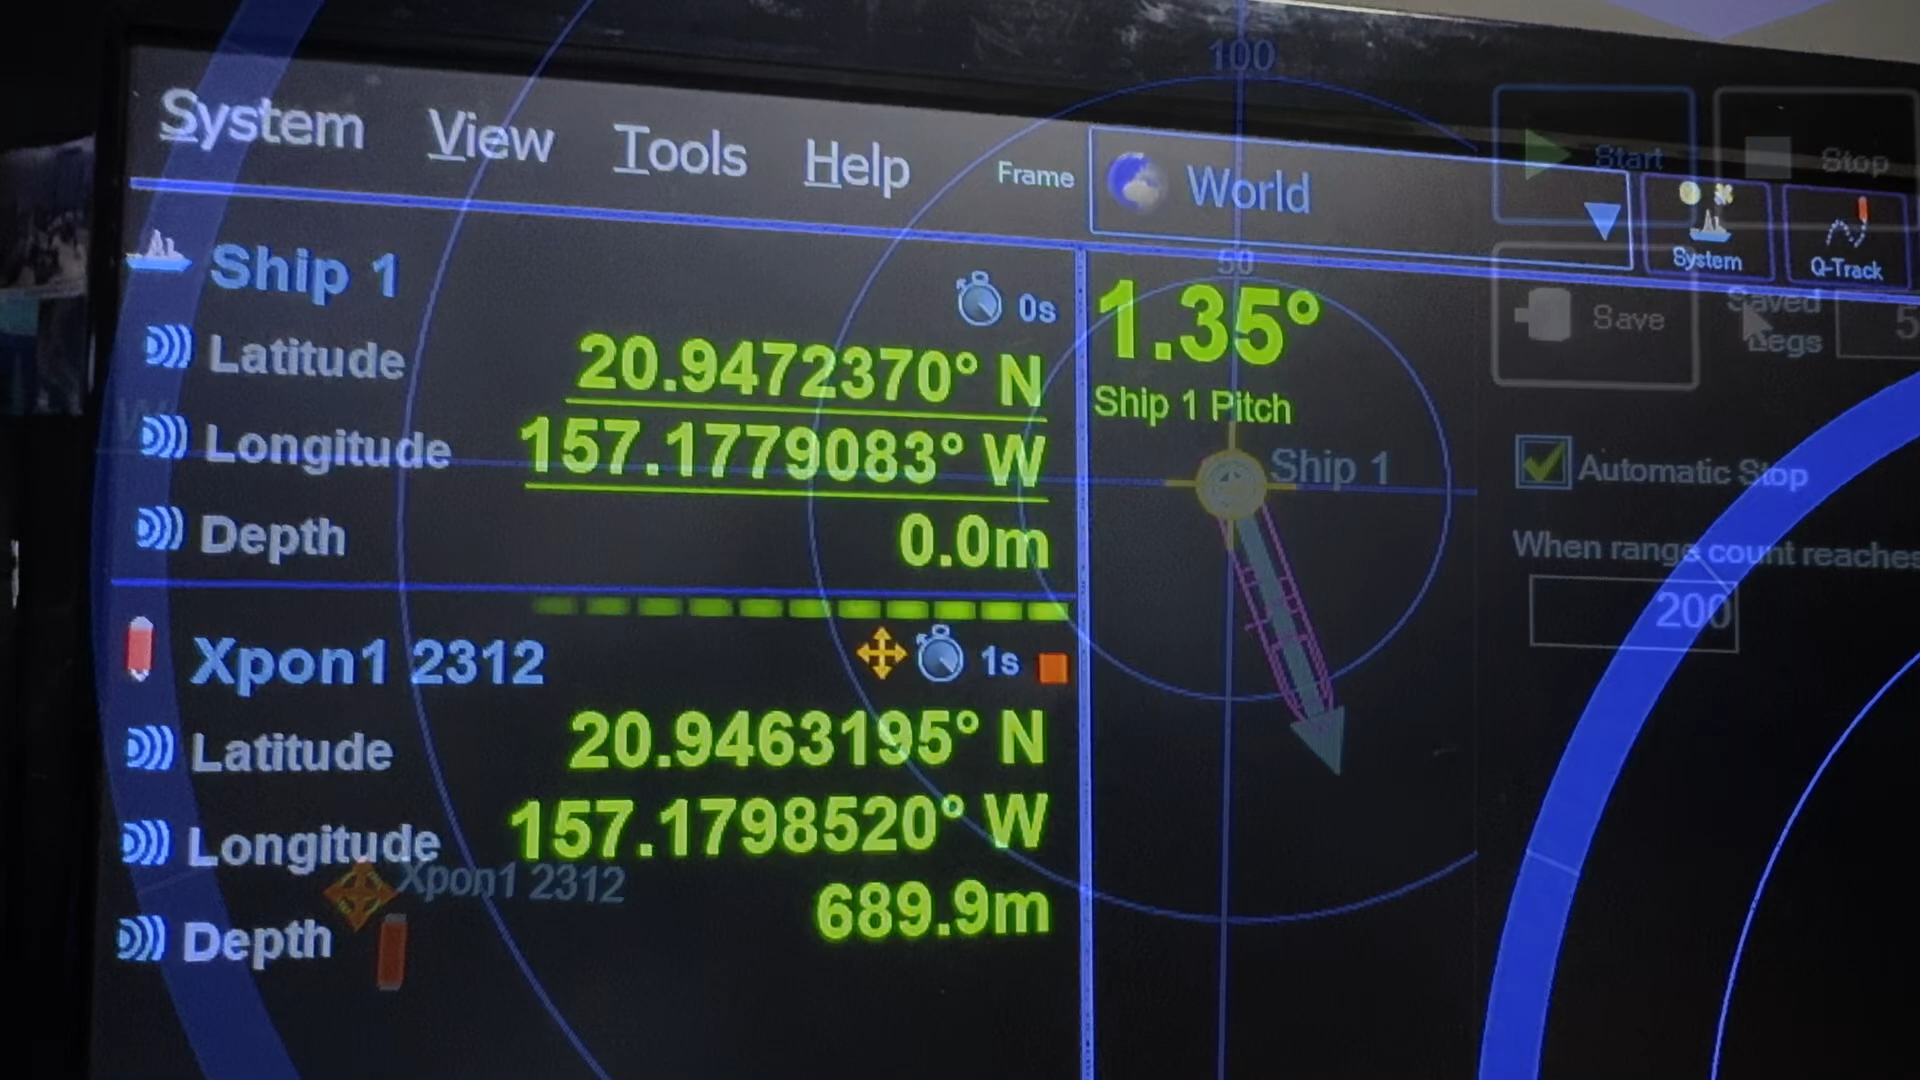 System View Tools Help Frame World
100
Start
Stop
System
Q-Track
Ship 1
0s
Latitude 20.9472370° N
Longitude 157.1779083° W
Depth 0.0m
50
1.35°
Ship 1 Pitch
Ship 1
Save
Saved Legs
5
Automatic Stop
When range count reaches
200
Xpon1 2312
1s
Latitude 20.9463195° N
Longitude 157.1798520° W
Xpon1 2312
Depth 689.9m